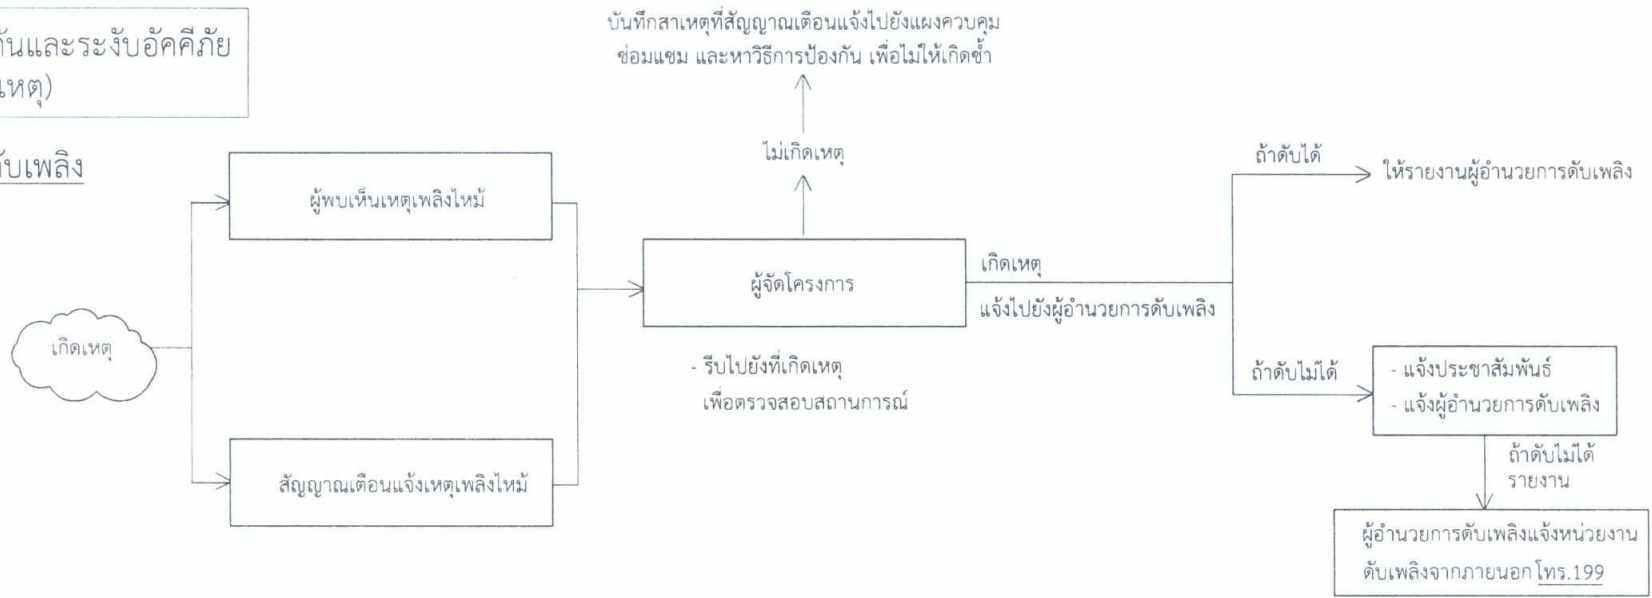 บันทึกสาเหตุที่สัญญาณเตือนแจ้งไปยังแผงควบคุม
ซ่อมแซม และหาวิธีการป้องกัน เพื่อไม่ให้เกิดซ้ำ
และระงับอัคคีภัย
เหตุ)
ดับเพลิง
ไม่เกิดเหตุ
ถ้าดับได้
ให้รายงานผู้อำนวยการดับเพลิง
ผู้พบเห็นเหตุเพลิงไหม้
ผู้จัดโครงการ
เกิดเหตุ
แจ้งไปยังผู้อำนวยการดับเพลิง
เกิดเหตุ
- รีบไปยังที่เกิดเหตุ
เพื่อตรวจสอบสถานการณ์
ถ้าดับไม่ได้
- แจ้งประชาสัมพันธ์
- แจ้งผู้อำนวยการดับเพลิง
สัญญาณเตือนแจ้งเหตุเพลิงไหม้
ถ้าดับไม่ได้
รายงาน
ผู้อำนวยการดับเพลิงแจ้งหน่วยงาน
ดับเพลิงจากภายนอก โทร.199